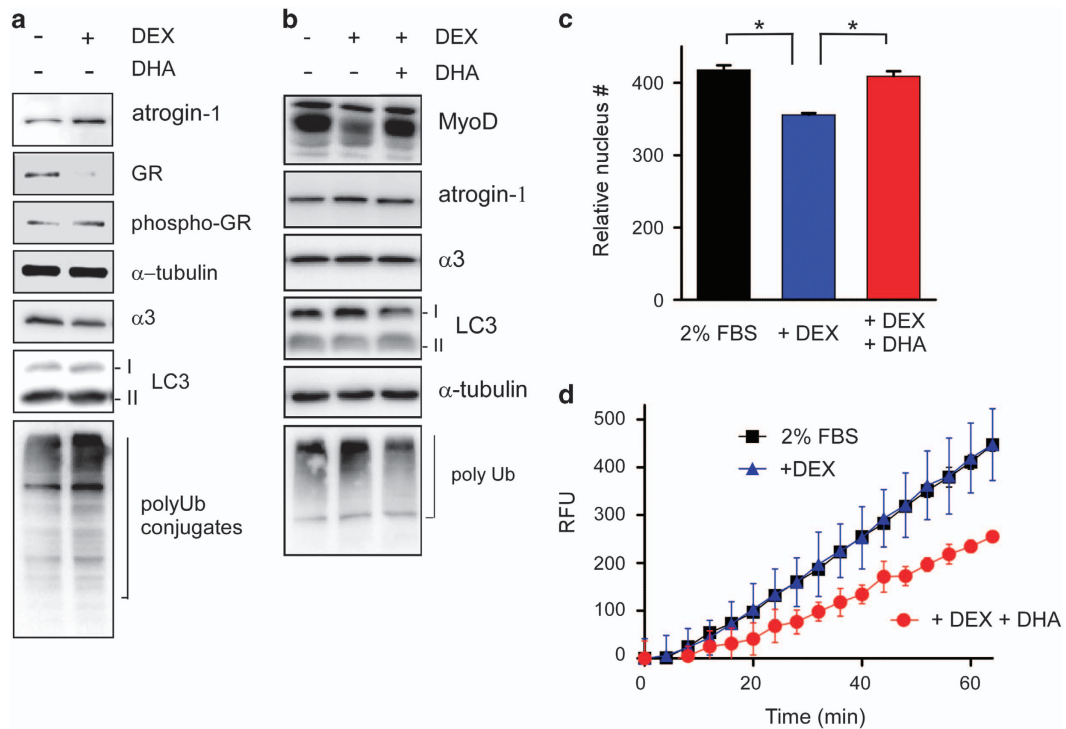 a
- + DEX
- - DHA
atrogin-1
GR
phospho-GR
α–tubulin
α3
- I
LC3
- II
polyUb
conjugates
b
- + + DEX
- - + DHA
MyoD
atrogin-1
α3
- I
LC3
- II
α-tubulin
poly Ub
c
* *
Relative nucleus #
400
300
200
0
2% FBS + DEX + DEX
+ DHA
d
500
400
300
200
100
0
RFU
2% FBS
+DEX
+ DEX + DHA
0 20 40 60
Time (min)